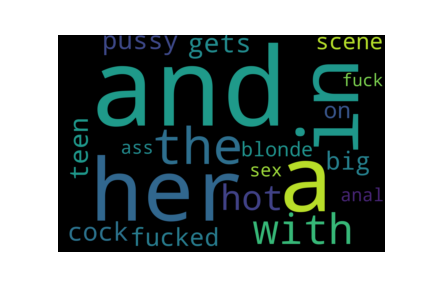 pussy gets scene
and in
fuck
on
teen ass the blonde big
her sex
hot a anal
cock fucked with